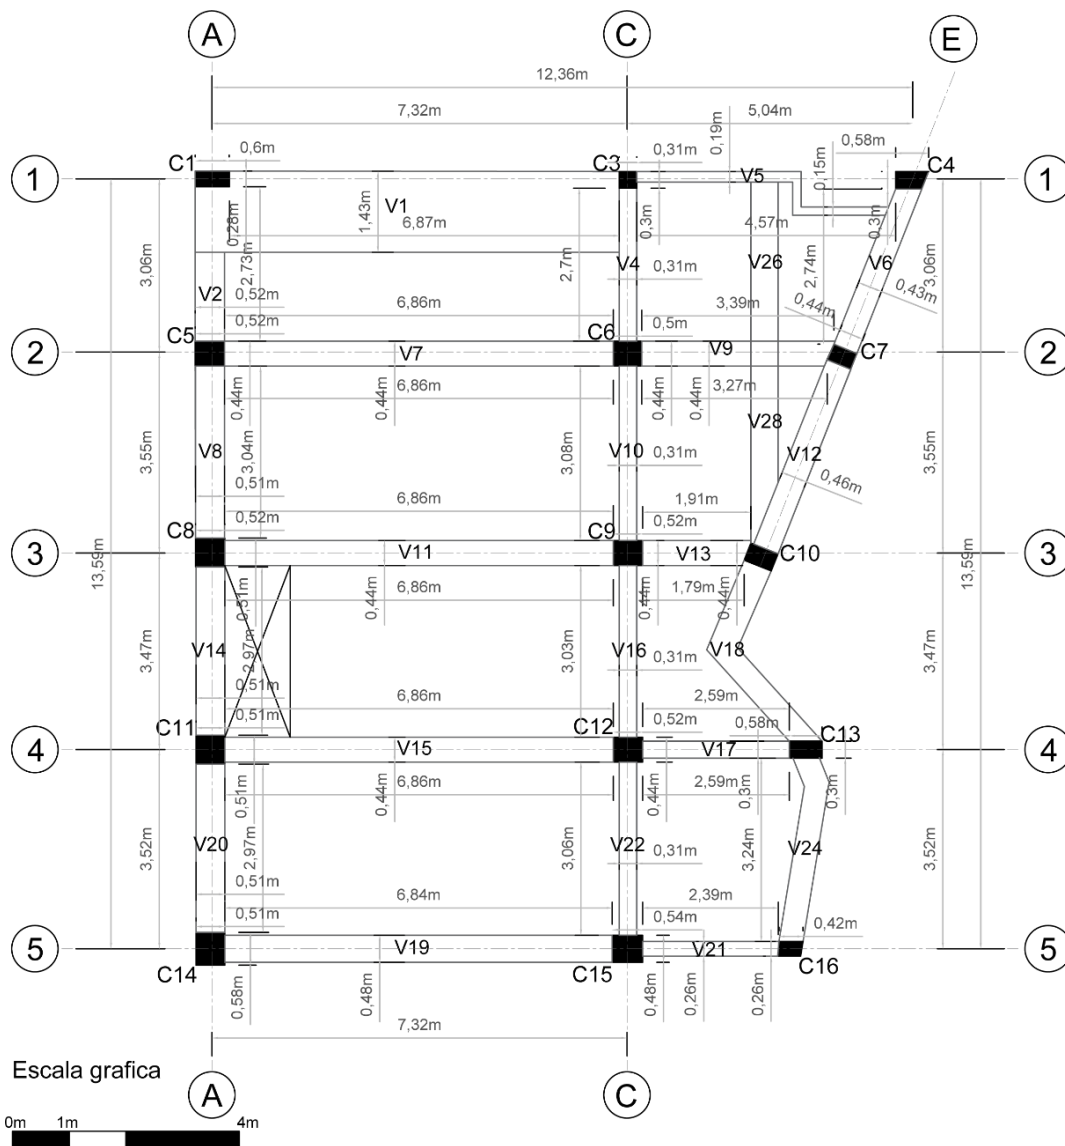 A
C
E
12,36m
7,32m
5,04m
0,19m
0,6m
0,31m
0,58m
C1
C3
C4
1
1
V5
0,15m
V1
1,43m
0,28m
6,87m
0,3m
4,57m
0,3m
3,06m
2,73m
2,7m
V4
0,31m
V26
2,74m
V6
3,06m
V2
0,52m
6,86m
3,39m
0,44m
0,43m
0,52m
0,5m
C5
C6
2
V7
V9
C7
2
6,86m
3,27m
0,44m
0,44m
0,44m
0,44m
V28
3,55m
V8
3,04m
3,08m
V10
0,31m
V12
3,55m
0,46m
0,51m
6,86m
1,91m
0,52m
0,52m
C8
C9
3
V11
V13
C10
3
13,59m
13,59m
0,51m
6,86m
0,44m
0,44m
1,79m
0,44m
3,47m
V14
2,97m
3,03m
V16
0,31m
V18
3,47m
0,51m
6,86m
2,59m
0,51m
0,52m
0,58m
C11
C12
C13
4
V15
V17
4
0,51m
6,86m
0,44m
0,44m
2,59m
0,3m
0,3m
3,52m
V20
2,97m
3,06m
V22
0,31m
3,24m
V24
3,52m
0,51m
6,84m
2,39m
0,51m
0,54m
0,42m
5
V19
V21
5
C14
C15
C16
0,58m
0,48m
0,48m
0,26m
0,26m
7,32m
Escala grafica
A
C
0m 1m 4m